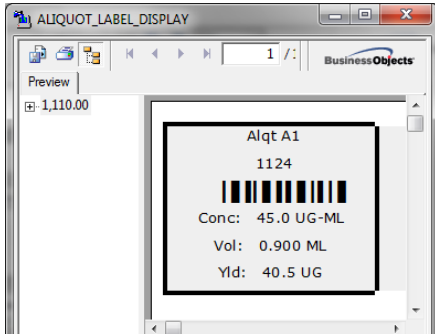 ALIQUOT_LABEL_DISPLAY
1 /:
BusinessObjects
Preview
1,110.00
Alqt A1
1124
Conc: 45.0 UG-ML
Vol: 0.900 ML
Yld: 40.5 UG